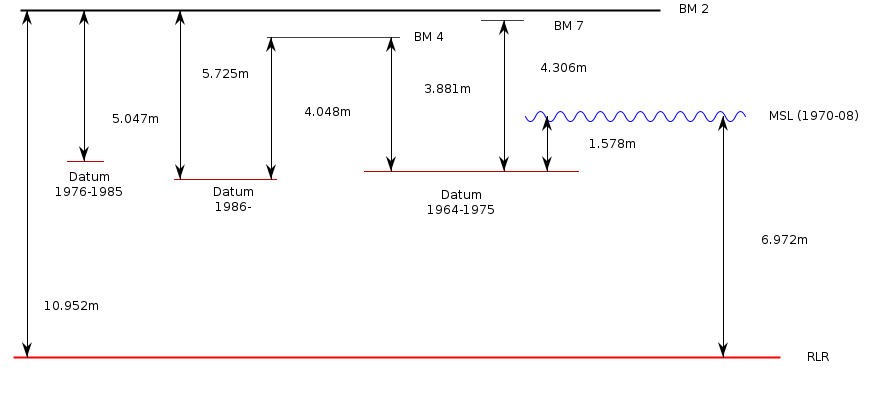 BM 2
BM 7
BM 4
5.725m
4.306m
3.881m
5.047m
4.048m
MSL (1970-08)
1.578m
Datum
1976-1985
Datum
1986-
Datum
1964-1975
6.972m
10.952m
RLR